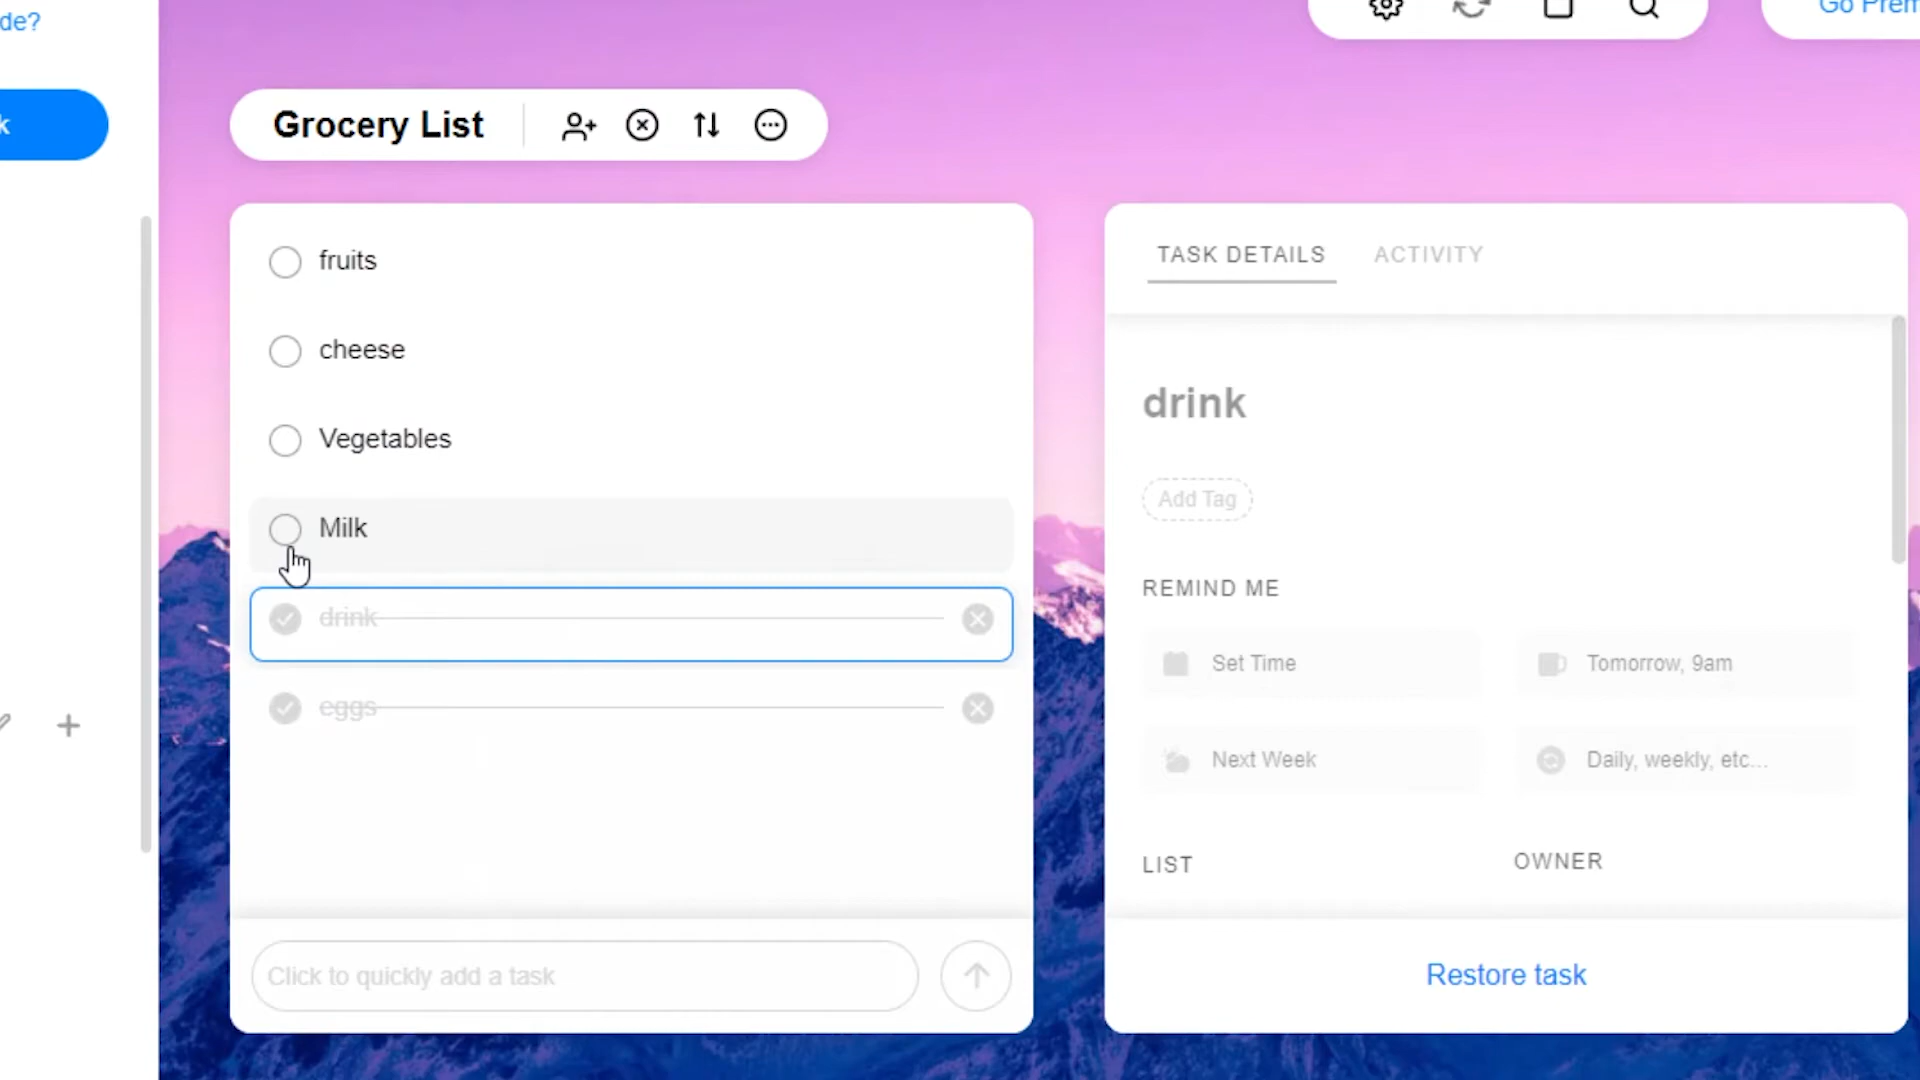 de?
k
Go Prem
Grocery List
fruits
cheese
Vegetables
Milk
drink
eggs
Click to quickly add a task
TASK DETAILS
ACTIVITY
drink
Add Tag
REMIND ME
Set Time
Tomorrow, 9am
Next Week
Daily, weekly, etc...
LIST
OWNER
Restore task